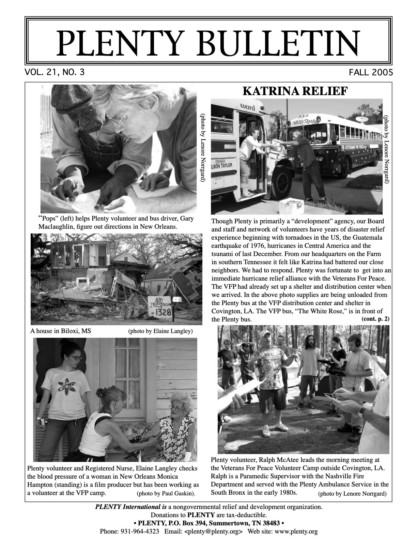 PLENTY BULLETIN
VOL. 21, NO. 3
FALL 2005
(photo by Lenore Norrgard)
"Pops" (left) helps Plenty volunteer and bus driver, Gary
Maclaughlin, figure out directions in New Orleans.
1320
A house in Biloxi, MS (photo by Elaine Langley)
Plenty volunteer and Registered Nurse, Elaine Langley checks
the blood pressure of a woman in New Orleans Monica
Hampton (standing) is a film producer but has been working as
a volunteer at the VFP camp. (photo by Paul Gaskin).
KATRINA RELIEF
(photo by Lenore Norrgard)
Though Plenty is primarily a "development" agency, our Board
and staff and network of volunteers have years of disaster relief
experience beginning with tornadoes in the US, the Guatemala
earthquake of 1976, hurricanes in Central America and the
tsunami of last December. From our headquarters on the Farm
in southern Tennessee it felt like Katrina had battered our close
neighbors. We had to respond. Plenty was fortunate to get into an
immediate hurricane relief alliance with the Veterans For Peace.
The VFP had already set up a shelter and distribution center when
we arrived. In the above photo supplies are being unloaded from
the Plenty bus at the VFP distribution center and shelter in
Covington, LA. The VFP bus, "The White Rose," is in front of
the Plenty bus. (cont. p. 2)
Plenty volunteer, Ralph McAtee leads the morning meeting at
the Veterans For Peace Volunteer Camp outside Covington, LA.
Ralph is a Paramedic Supervisor with the Nashville Fire
Department and served with the Plenty Ambulance Service in the
South Bronx in the early 1980s. (photo by Lenore Norrgard)
PLENTY International is a nongovernmental relief and development organization.
Donations to PLENTY are tax-deductible.
• PLENTY, P.O. Box 394, Summertown, TN 38483 •
Phone: 931-964-4323 Email: <plenty@plenty.org> Web site: www.plenty.org